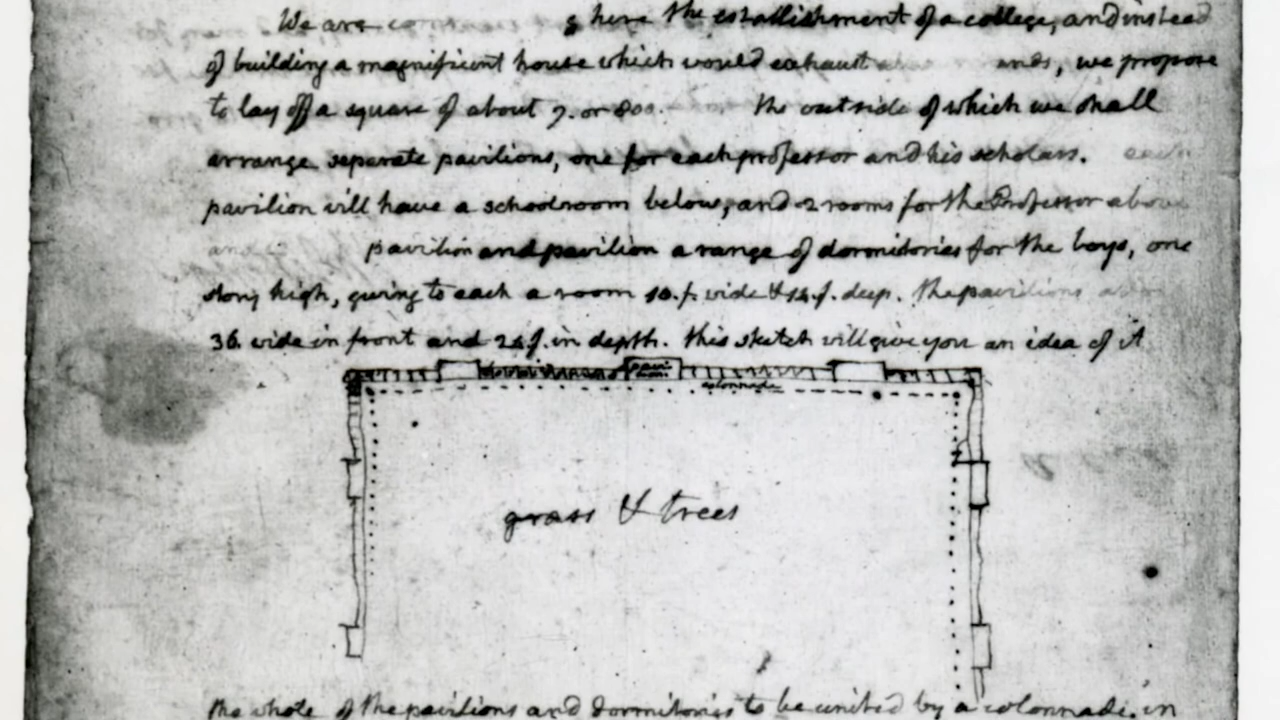 We are here the establishment of a college, and instead
of building a magnificent house which would exhaust we propose
to lay off a square of about 7. or 800. the outside of which we shall
arrange separate pavilions, one for each professor and his scholars. each
pavilion will have a schoolroom below, and 2 rooms for the Professor above
and pavilion and pavilion a range of dormitories for the boys, one
story high, giving to each a room 10. f. wide & 14. f. deep. the pavilions
36 wide in front and 24. f. in depth. this sketch will give you an idea of it
pavi
lion
colonnade
grass & trees
the whole of the pavilions and dormitories to be united by a colonnade in